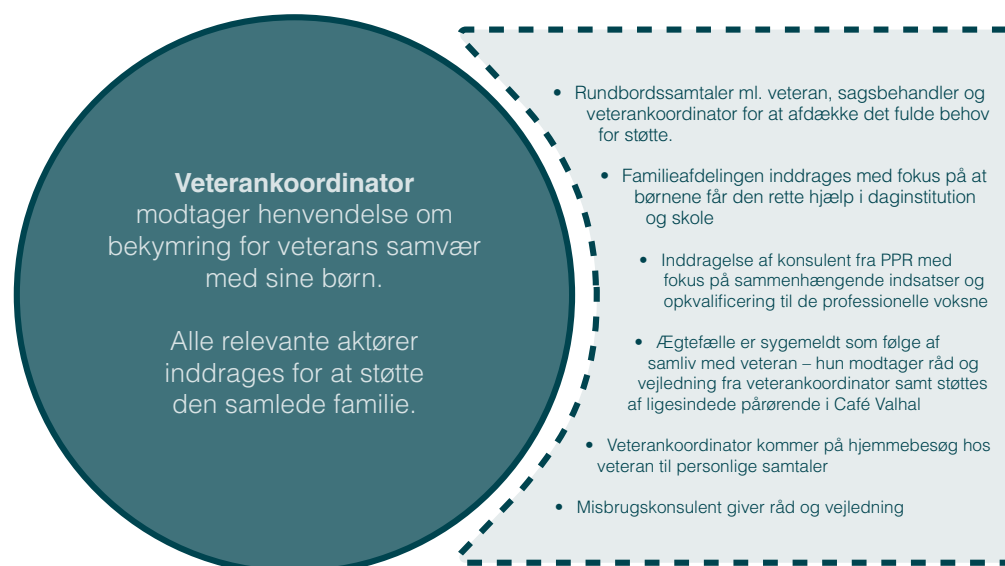 Veterankoordinator
modtager henvendelse om
bekymring for veterans samvær
med sine børn.
Alle relevante aktører
inddrages for at støtte
den samlede familie.
• Rundbordssamtaler ml. veteran, sagsbehandler og
veterankoordinator for at afdække det fulde behov
for støtte.
• Familieafdelingen inddrages med fokus på at
børnene får den rette hjælp i daginstitution
og skole
• Inddragelse af konsulent fra PPR med
fokus på sammenhængende indsatser og
opkvalificering til de professionelle voksne
• Ægtefælle er sygemeldt som følge af
samliv med veteran – hun modtager råd og
vejledning fra veterankoordinator samt støttes
af ligesindede pårørende i Café Valhal
• Veterankoordinator kommer på hjemmebesøg hos
veteran til personlige samtaler
• Misbrugskonsulent giver råd og vejledning